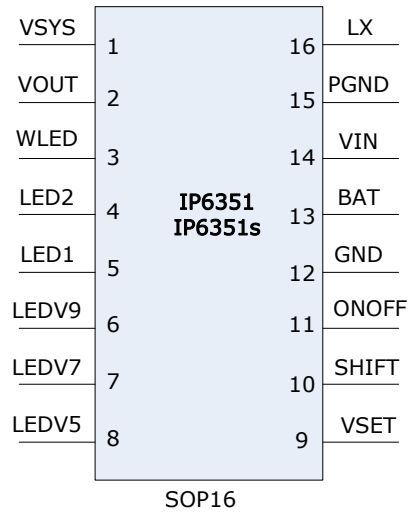 VSYS 1 16 LX
VOUT 2 15 PGND
WLED 3 14 VIN
LED2 4 IP6351 13 BAT
IP6351s
LED1 5 12 GND
LEDV9 6 11 ONOFF
LEDV7 7 10 SHIFT
LEDV5 8 9 VSET
SOP16